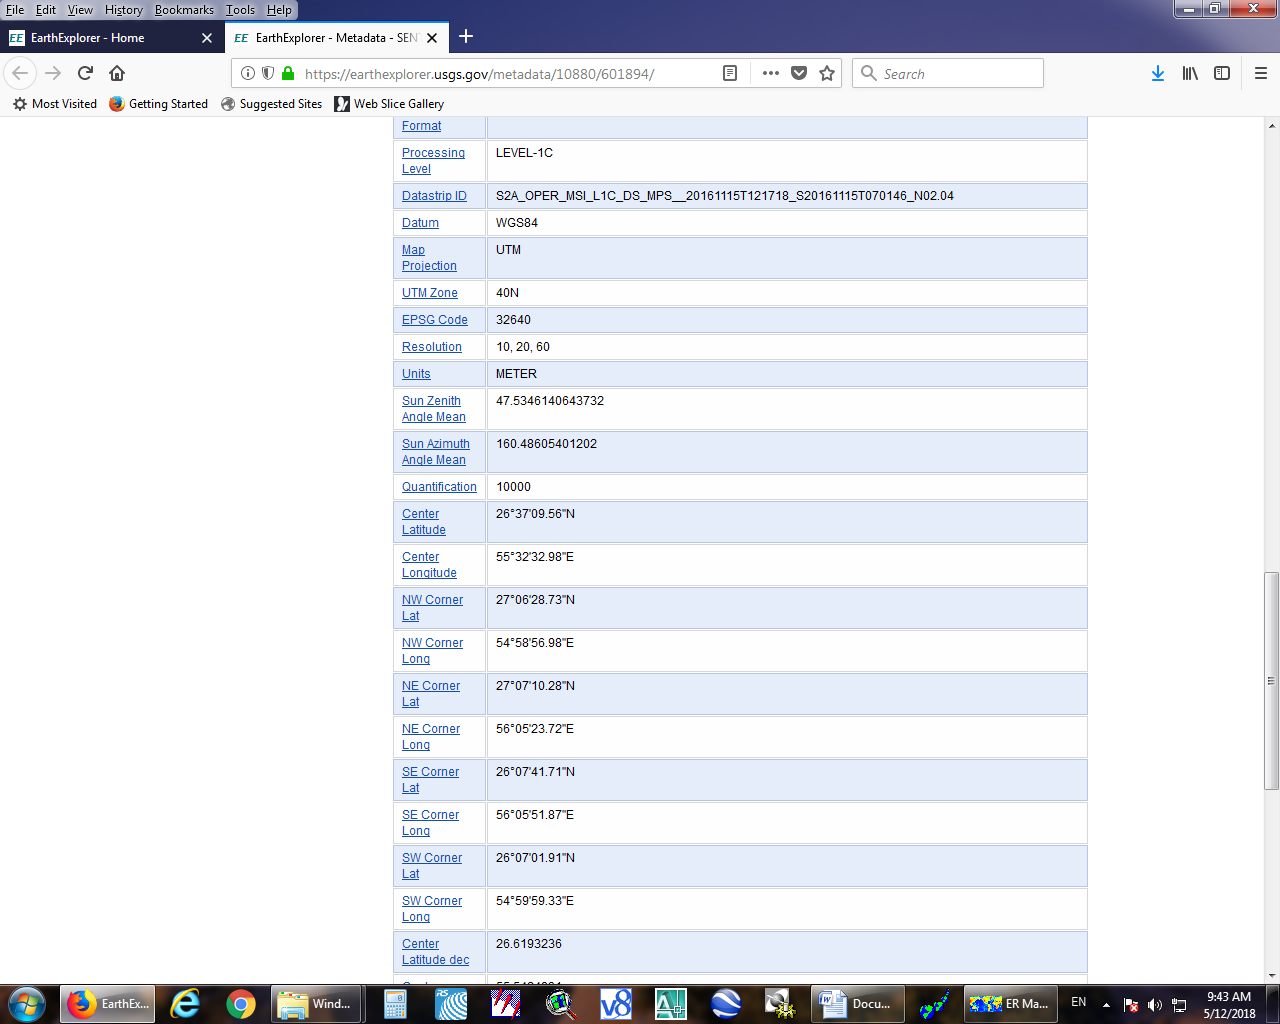 File Edit View History Bookmarks Tools Help
EE EarthExplorer - Home
EE EarthExplorer - Metadata - SEN
https://earthexplorer.usgs.gov/metadata/10880/601894/
Search
Most Visited Getting Started Suggested Sites Web Slice Gallery
Format
Processing Level LEVEL-1C
Datastrip ID S2A_OPER_MSI_L1C_DS_MPS__20161115T121718_S20161115T070146_N02.04
Datum WGS84
Map Projection UTM
UTM Zone 40N
EPSG Code 32640
Resolution 10, 20, 60
Units METER
Sun Zenith Angle Mean 47.5346140643732
Sun Azimuth Angle Mean 160.48605401202
Quantification 10000
Center Latitude 26°37'09.56"N
Center Longitude 55°32'32.98"E
NW Corner Lat 27°06'28.73"N
NW Corner Long 54°58'56.98"E
NE Corner Lat 27°07'10.28"N
NE Corner Long 56°05'23.72"E
SE Corner Lat 26°07'41.71"N
SE Corner Long 56°05'51.87"E
SW Corner Lat 26°07'01.91"N
SW Corner Long 54°59'59.33"E
Center Latitude dec 26.6193236
EarthEx...
Wind...
v8
Docu...
ER Ma...
EN
9:43 AM
5/12/2018